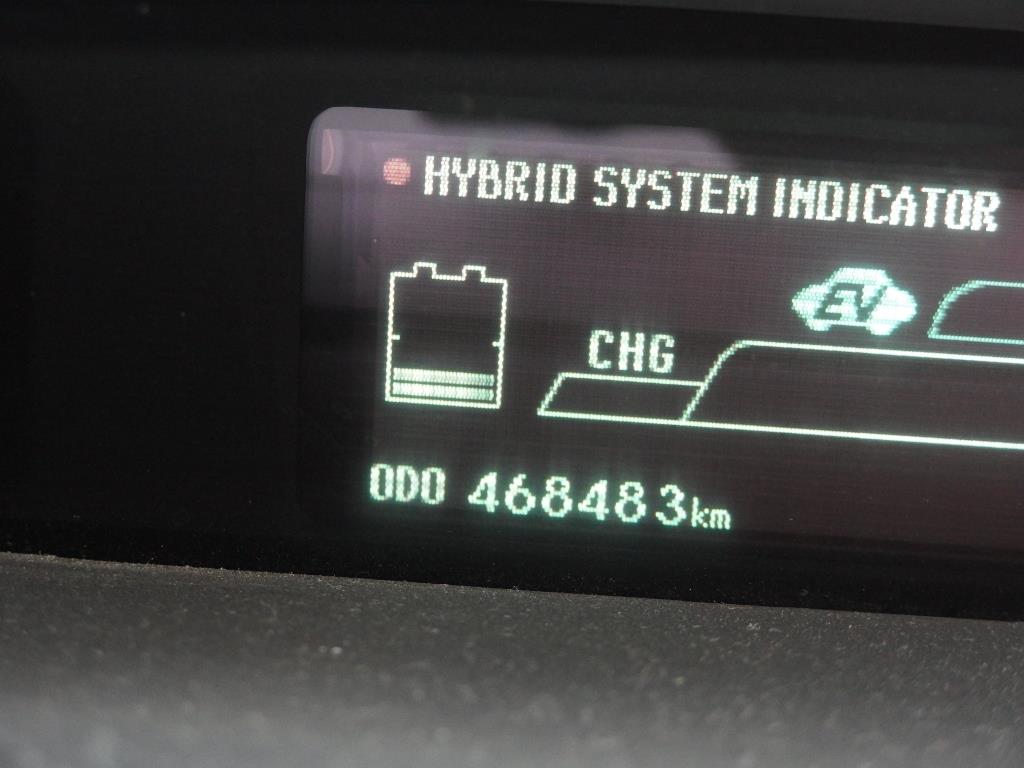 HYBRID SYSTEM INDICATOR
EV
CHG
ODO 468483km